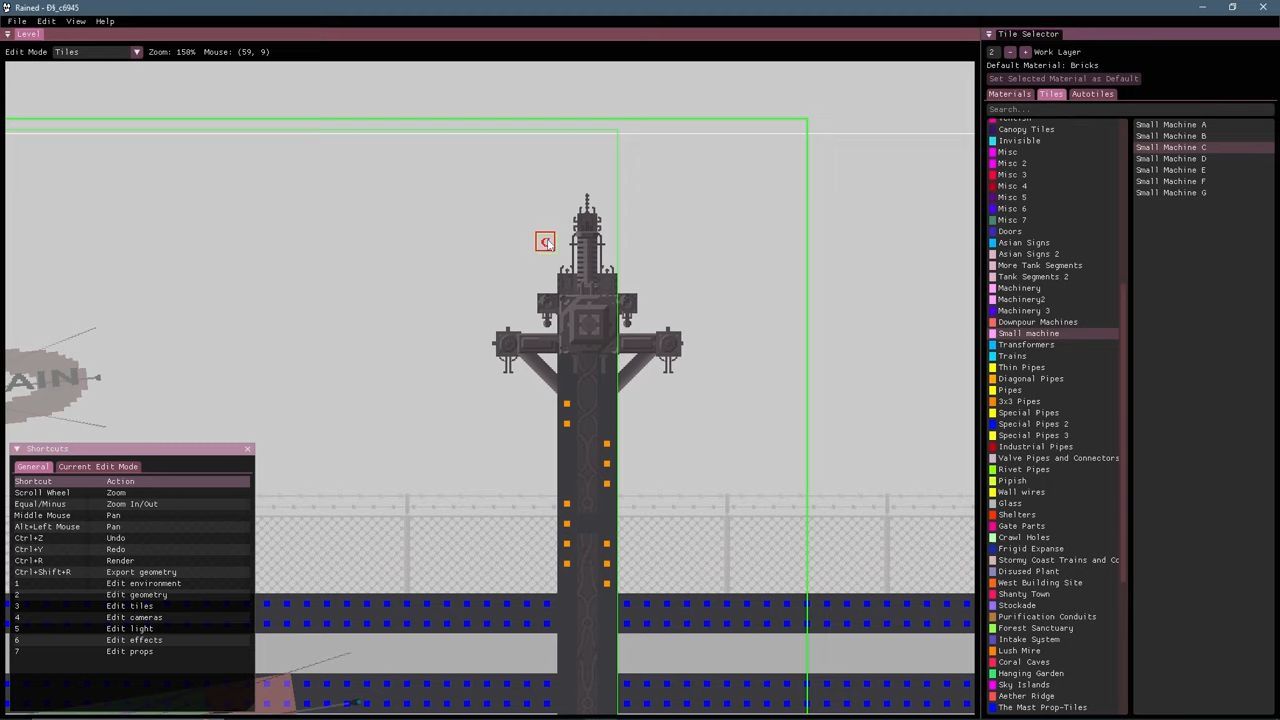 Rained - Đ§_c6945
File Edit View Help
Level
Edit Mode Tiles Zoom: 150% Mouse: (59, 9)
AIN
Shortcuts
General Current Edit Mode
Shortcut Action
Scroll Wheel Zoom
Equal/Minus Zoom In/Out
Middle Mouse Pan
Alt+Left Mouse Pan
Ctrl+Z Undo
Ctrl+Y Redo
Ctrl+R Render
Ctrl+Shift+R Export geometry
1 Edit environment
2 Edit geometry
3 Edit tiles
4 Edit cameras
5 Edit light
6 Edit effects
7 Edit props
Tile Selector
2 - + Work Layer
Default Material: Bricks
Set Selected Material as Default
Materials Tiles Autotiles
Search...
Canopy Tiles
Invisible
Misc
Misc 2
Misc 3
Misc 4
Misc 5
Misc 6
Misc 7
Doors
Asian Signs
Asian Signs 2
More Tank Segments
Tank Segments 2
Machinery
Machinery2
Machinery 3
Downpour Machines
Small machine
Transformers
Trains
Thin Pipes
Diagonal Pipes
Pipes
3x3 Pipes
Special Pipes
Special Pipes 2
Special Pipes 3
Industrial Pipes
Valve Pipes and Connectors
Rivet Pipes
Pipish
Wall wires
Glass
Shelters
Gate Parts
Crawl Holes
Frigid Expanse
Stormy Coast Trains and Co
Disused Plant
West Building Site
Shanty Town
Stockade
Purification Conduits
Forest Sanctuary
Intake System
Lush Mire
Coral Caves
Hanging Garden
Sky Islands
Aether Ridge
The Mast Prop-Tiles
Small Machine A
Small Machine B
Small Machine C
Small Machine D
Small Machine E
Small Machine F
Small Machine G